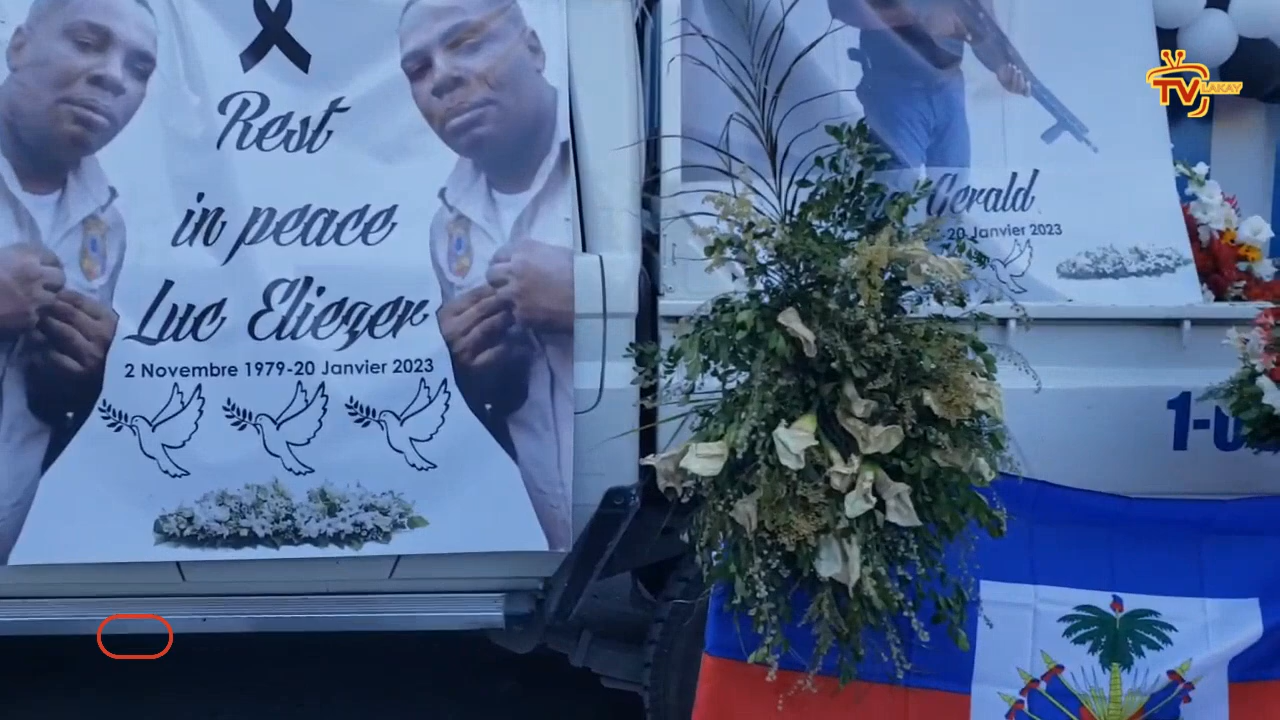 Rest
in peace
Luc Eliezer
2 Novembre 1979-20 Janvier 2023
Gerald
-20 Janvier 2023
1-0
TV LAKAY